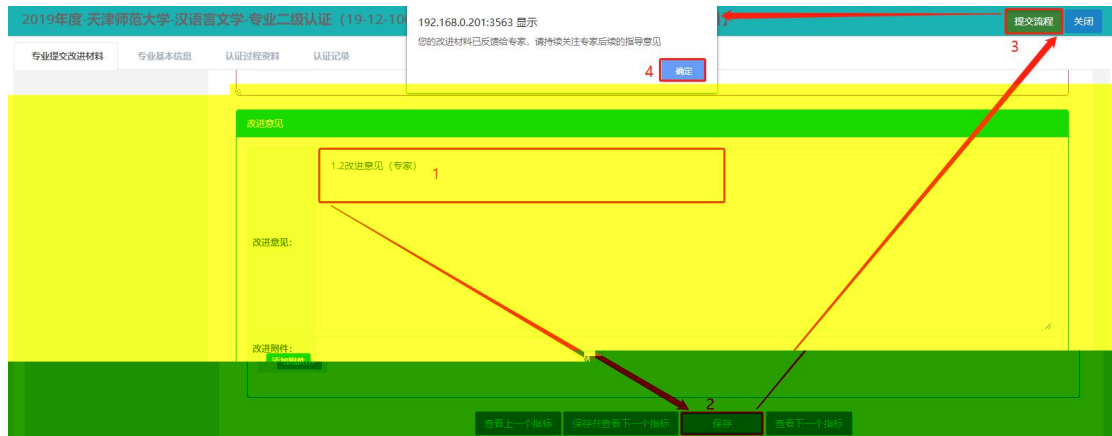 2019年度-天津师范大学-汉语言文学-专业二级认证（19-12-10
192.168.0.201:3563 显示
您的改进材料已反馈给专家，请持续关注专家后续的指导意见
4 确定
提交流程 关闭
3
专业提交改进材料 专业基本信息 认证过程资料 认证记录
改进意见
1.2改进意见（专家）
1
改进意见:
改进附件:
添加附件
2
查看上一个指标 保存并查看下一个指标 保存 查看下一个指标